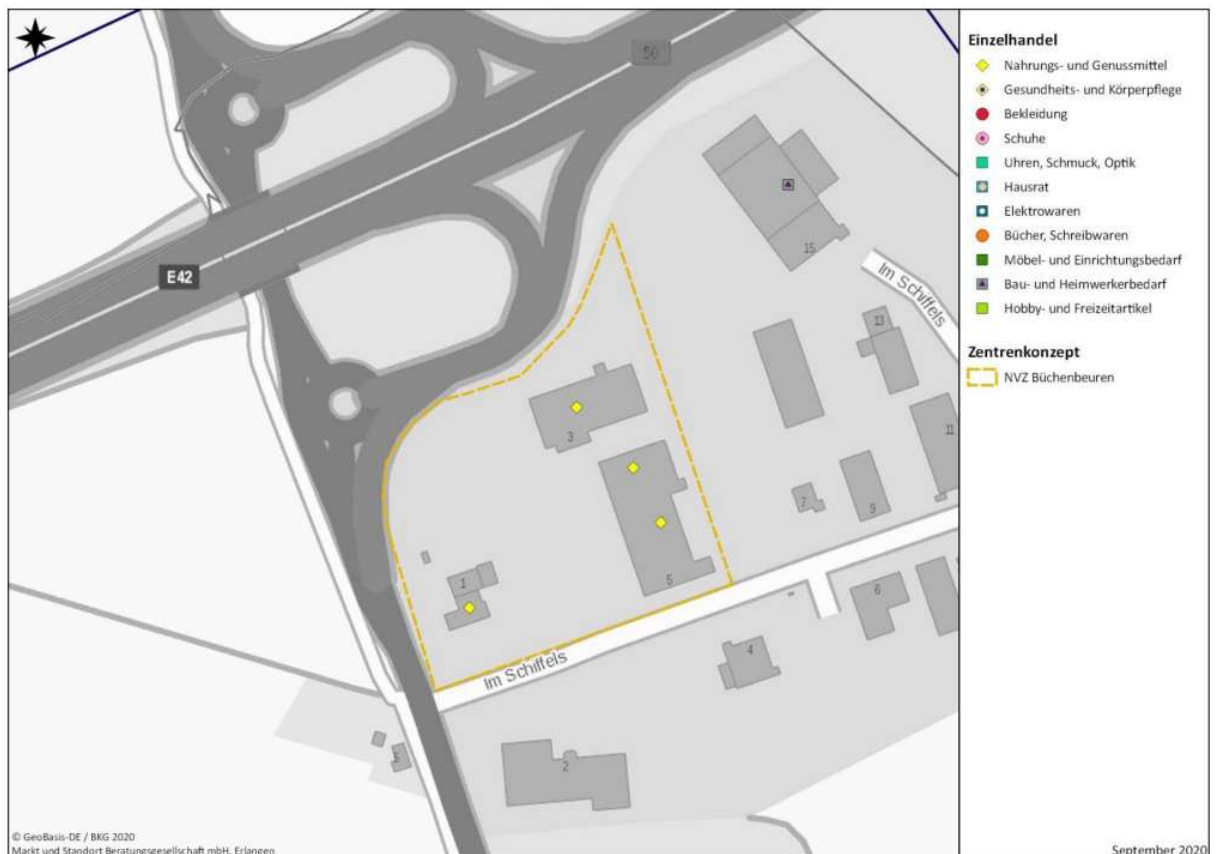 50
E42
15
Im Schiffels
13
3
11
7
9
5
1
6
4
Im Schiffels
2
Einzelhandel
Nahrungs- und Genussmittel
Gesundheits- und Körperpflege
Bekleidung
Schuhe
Uhren, Schmuck, Optik
Hausrat
Elektrowaren
Bücher, Schreibwaren
Möbel- und Einrichtungsbedarf
Bau- und Heimwerkerbedarf
Hobby- und Freizeitartikel
Zentrenkonzept
NVZ Büchenbeuren
© GeoBasis-DE / BKG 2020
Markt und Standort Beratungsgesellschaft mbH, Erlangen
September 2020